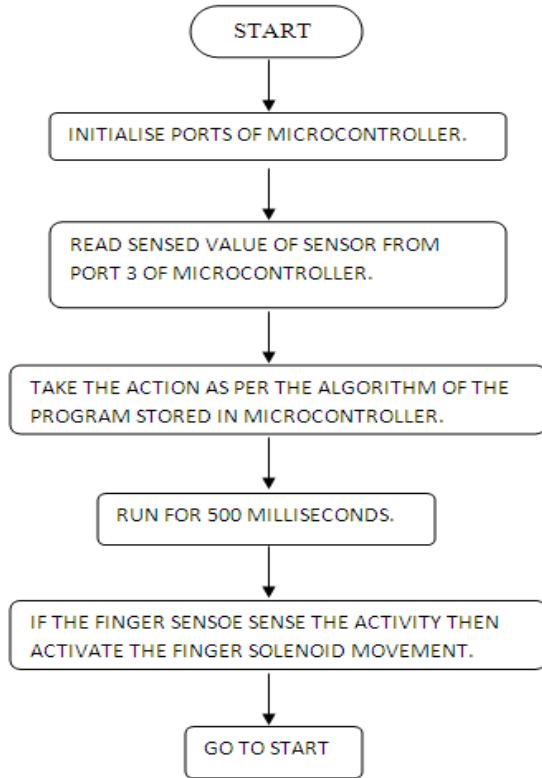 START
INITIALISE PORTS OF MICROCONTROLLER.
READ SENSED VALUE OF SENSOR FROM
PORT 3 OF MICROCONTROLLER.
TAKE THE ACTION AS PER THE ALGORITHM OF THE
PROGRAM STORED IN MICROCONTROLLER.
RUN FOR 500 MILLISECONDS.
IF THE FINGER SENSOE SENSE THE ACTIVITY THEN
ACTIVATE THE FINGER SOLENOID MOVEMENT.
GO TO START